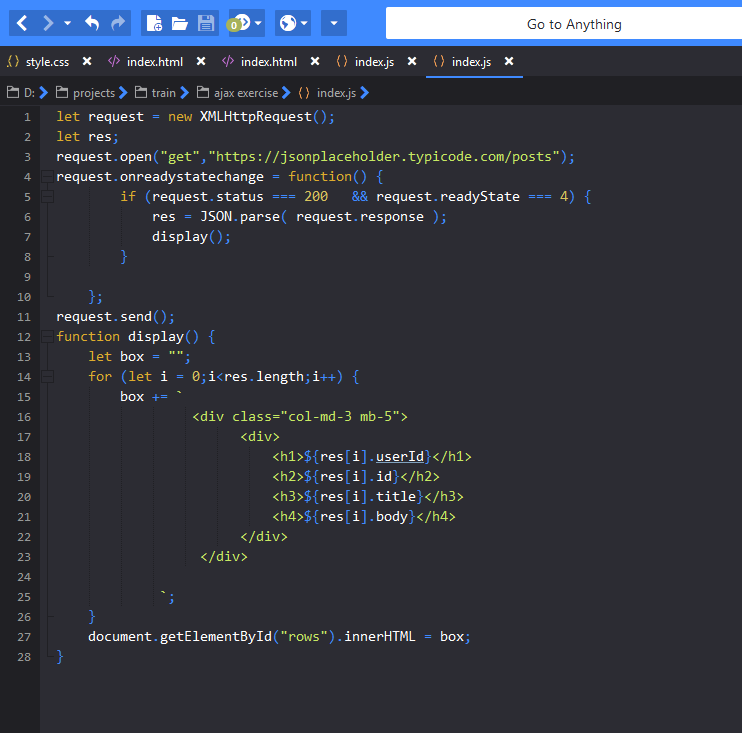 0
Go to Anything
style.css index.html index.html index.js index.js
D: projects train ajax exercise index.js
1 let request = new XMLHttpRequest();
2 let res;
3 request.open("get","https://jsonplaceholder.typicode.com/posts");
4 request.onreadystatechange = function() {
5 if (request.status === 200 && request.readyState === 4) {
6 res = JSON.parse( request.response );
7 display();
8 }
9
10 };
11 request.send();
12 function display() {
13 let box = "";
14 for (let i = 0;i<res.length;i++) {
15 box += `
16 <div class="col-md-3 mb-5">
17 <div>
18 <h1>${res[i].userId}</h1>
19 <h2>${res[i].id}</h2>
20 <h3>${res[i].title}</h3>
21 <h4>${res[i].body}</h4>
22 </div>
23 </div>
24
25 `;
26 }
27 document.getElementById("rows").innerHTML = box;
28 }